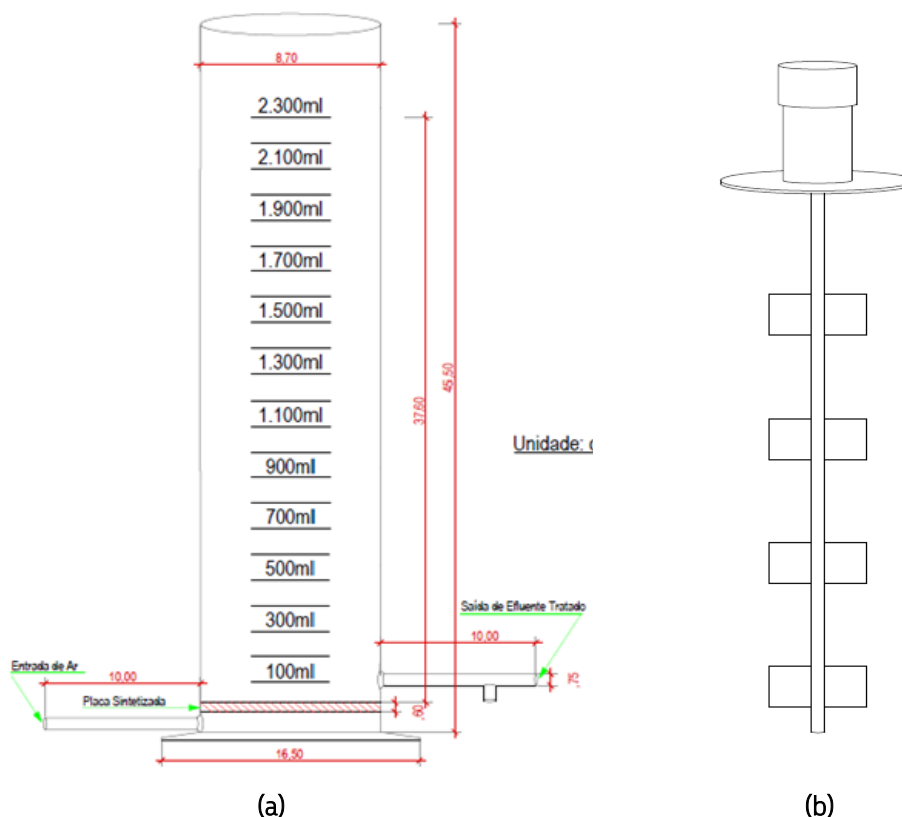 8,70
2.300ml
2.100ml
1.900ml
1.700ml
1.500ml
1.300ml
1.100ml
900ml
700ml
500ml
300ml
100ml
37,60
45,50
Unidade: c
Saída de Efluente Tratado
10,00
,75
Entrada de Ar
10,00
Placa Sintetizada
,60
16,50
(a)
(b)